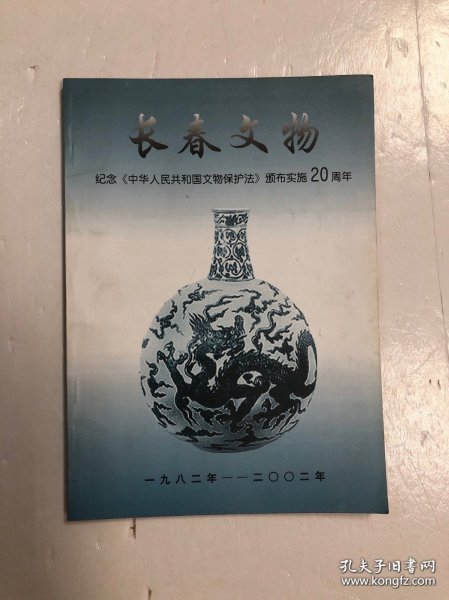 长春文物
纪念《中华人民共和国文物保护法》颁布实施20周年
一九八二年——二〇〇二年
孔夫子旧书网
www.kongfz.com